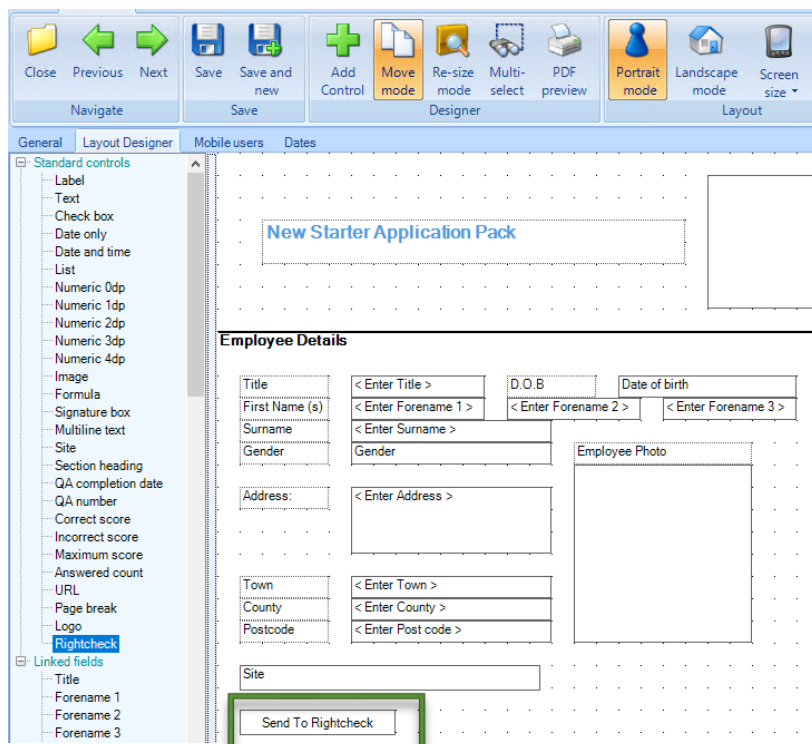 Close Previous Next Save Save and new Add Control Move mode Re-size mode Multi-select PDF preview Portrait mode Landscape mode Screen size
Navigate Save Designer Layout
General Layout Designer Mobile users Dates
Standard controls
Label
Text
Check box
Date only
Date and time
List
Numeric 0dp
Numeric 1dp
Numeric 2dp
Numeric 3dp
Numeric 4dp
Image
Formula
Signature box
Multiline text
Site
Section heading
QA completion date
QA number
Correct score
Incorrect score
Maximum score
Answered count
URL
Page break
Logo
Rightcheck
Linked fields
Title
Forename 1
Forename 2
Forename 3
New Starter Application Pack
Employee Details
Title < Enter Title > D.O.B Date of birth
First Name (s) < Enter Forename 1 > < Enter Forename 2 > < Enter Forename 3 >
Surname < Enter Surname >
Gender Gender Employee Photo
Address: < Enter Address >
Town < Enter Town >
County < Enter County >
Postcode < Enter Post code >
Site
Send To Rightcheck